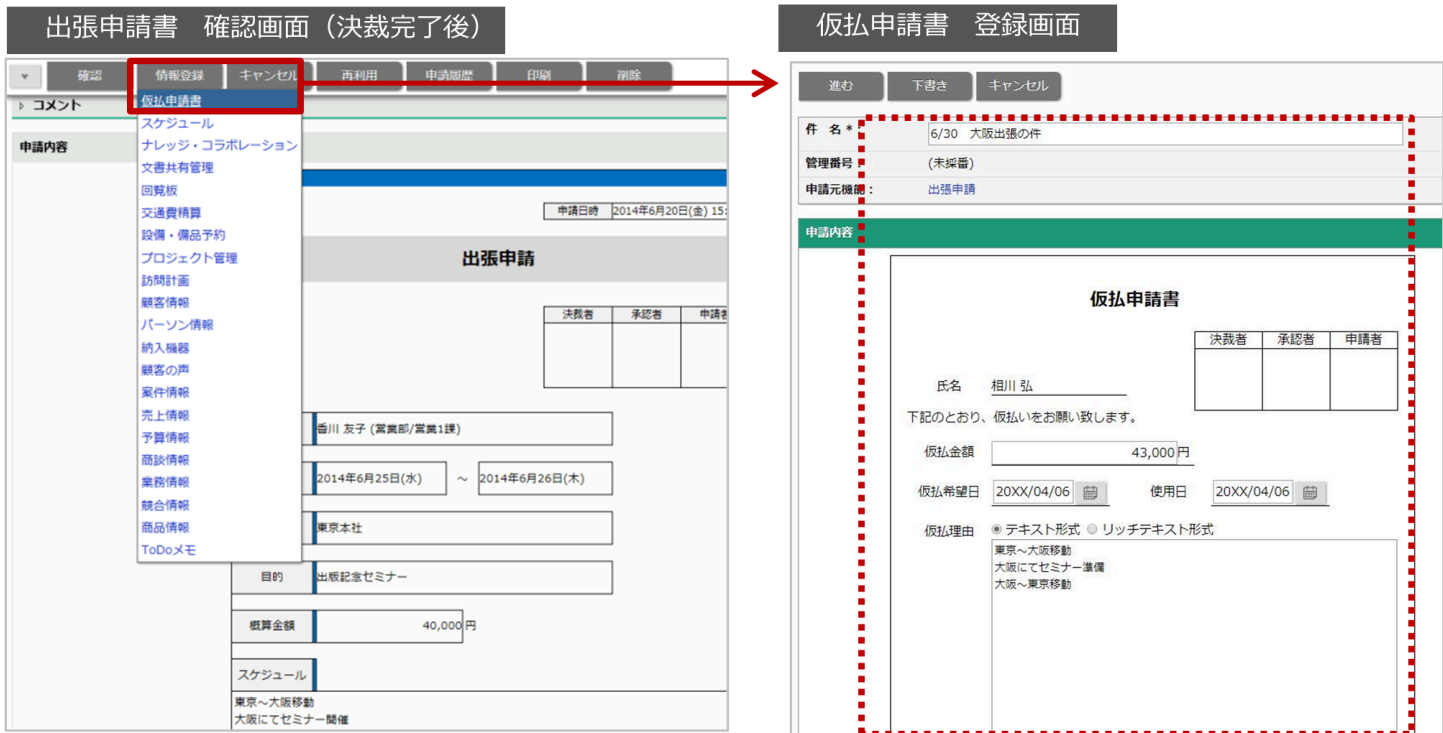 出張申請書　確認画面（決裁完了後）
確認 情報登録 キャンセル 再利用 申請履歴 印刷 削除
コメント
仮払申請書
スケジュール
ナレッジ・コラボレーション
文書共有管理
回覧板
交通費精算
設備・備品予約
プロジェクト管理
訪問計画
顧客情報
パーソン情報
納入機器
顧客の声
案件情報
売上情報
予算情報
商談情報
業務情報
競合情報
商品情報
ToDoメモ
申請内容
申請日時 2014年6月20日(金) 15:
出張申請
決裁者 承認者 申請者
香川 友子 (営業部/営業1課)
2014年6月25日(水) ～ 2014年6月26日(木)
東京本社
目的 出版記念セミナー
概算金額 40,000 円
スケジュール
東京～大阪移動
大阪にてセミナー開催
仮払申請書　登録画面
進む 下書き キャンセル
件 名 *： 6/30　大阪出張の件
管理番号： (未採番)
申請元機能： 出張申請
申請内容
仮払申請書
決裁者 承認者 申請者
氏名 相川 弘
下記のとおり、仮払いをお願い致します。
仮払金額 43,000 円
仮払希望日 20XX/04/06 使用日 20XX/04/06
仮払理由 テキスト形式 リッチテキスト形式
東京～大阪移動
大阪にてセミナー準備
大阪～東京移動